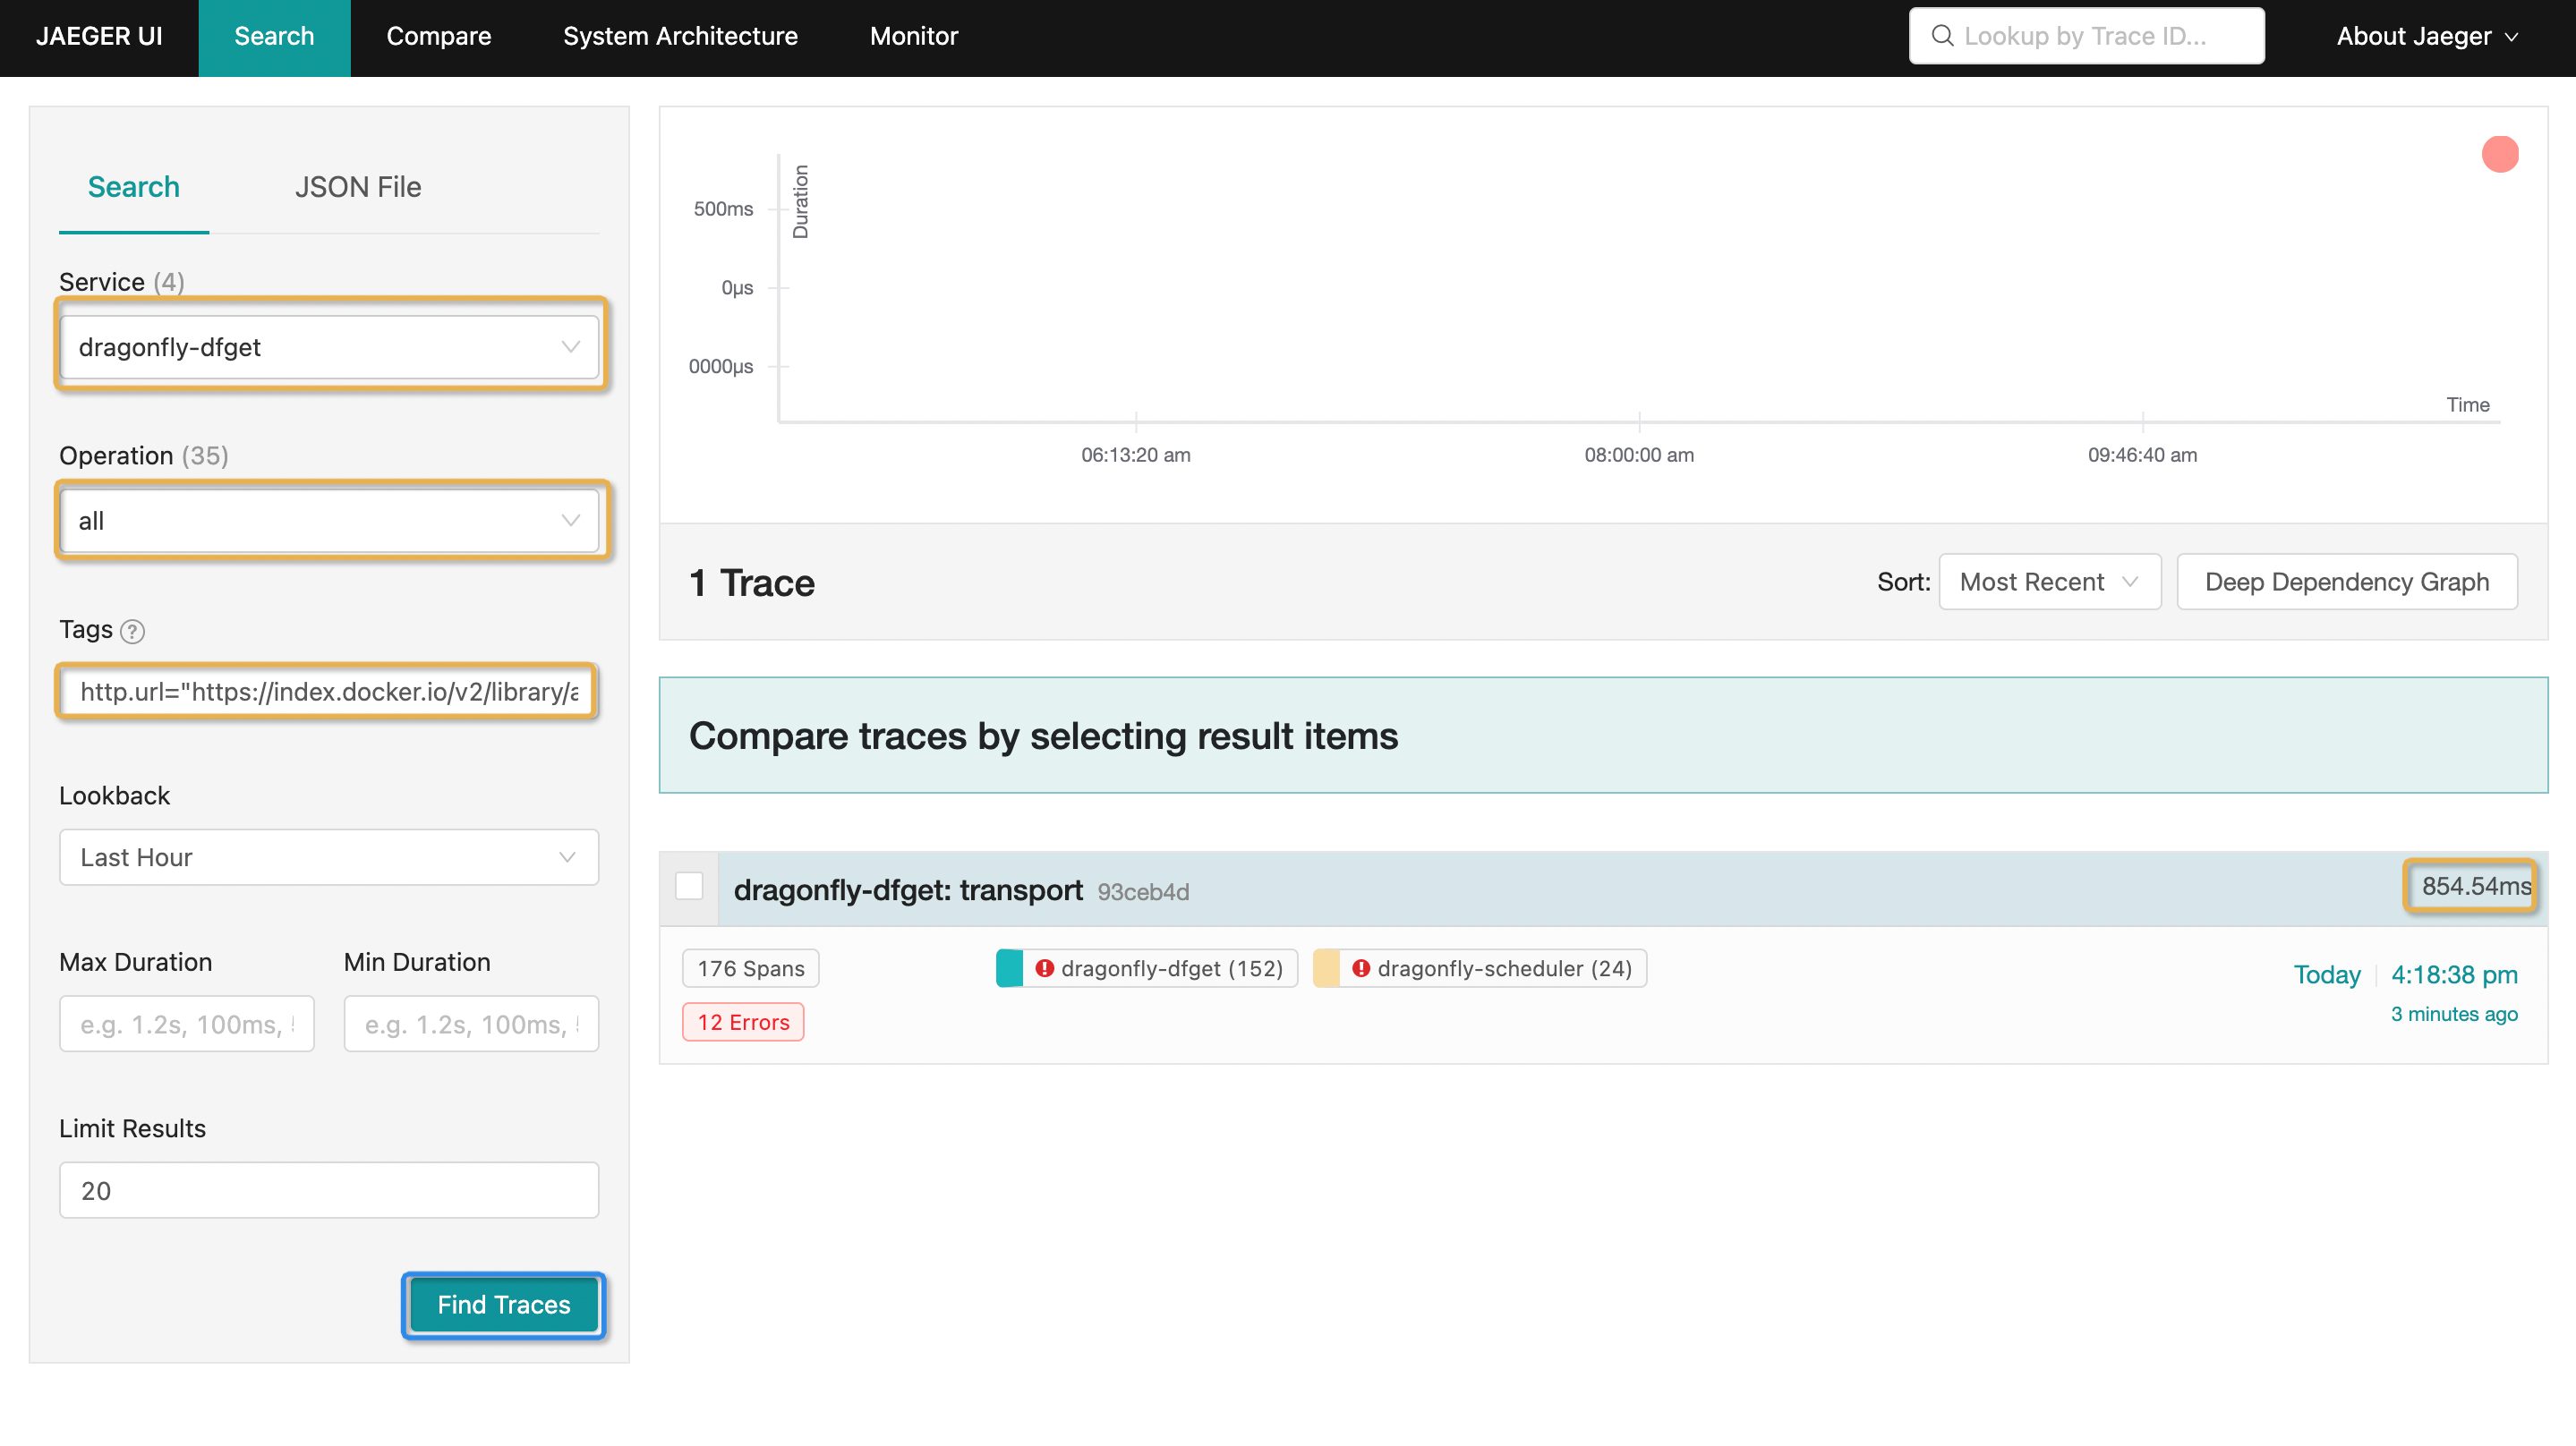 JAEGER UI Search Compare System Architecture Monitor Lookup by Trace ID... About Jaeger
Search JSON File
Service (4)
dragonfly-dfget
Operation (35)
all
Tags ?
http.url="https://index.docker.io/v2/library/a
Lookback
Last Hour
Max Duration Min Duration
e.g. 1.2s, 100ms, e.g. 1.2s, 100ms,
Limit Results
20
Find Traces
Duration
500ms
0μs
0000μs
Time
06:13:20 am 08:00:00 am 09:46:40 am
1 Trace
Sort: Most Recent Deep Dependency Graph
Compare traces by selecting result items
dragonfly-dfget: transport 93ceb4d 854.54ms
176 Spans dragonfly-dfget (152) dragonfly-scheduler (24) Today 4:18:38 pm
12 Errors 3 minutes ago